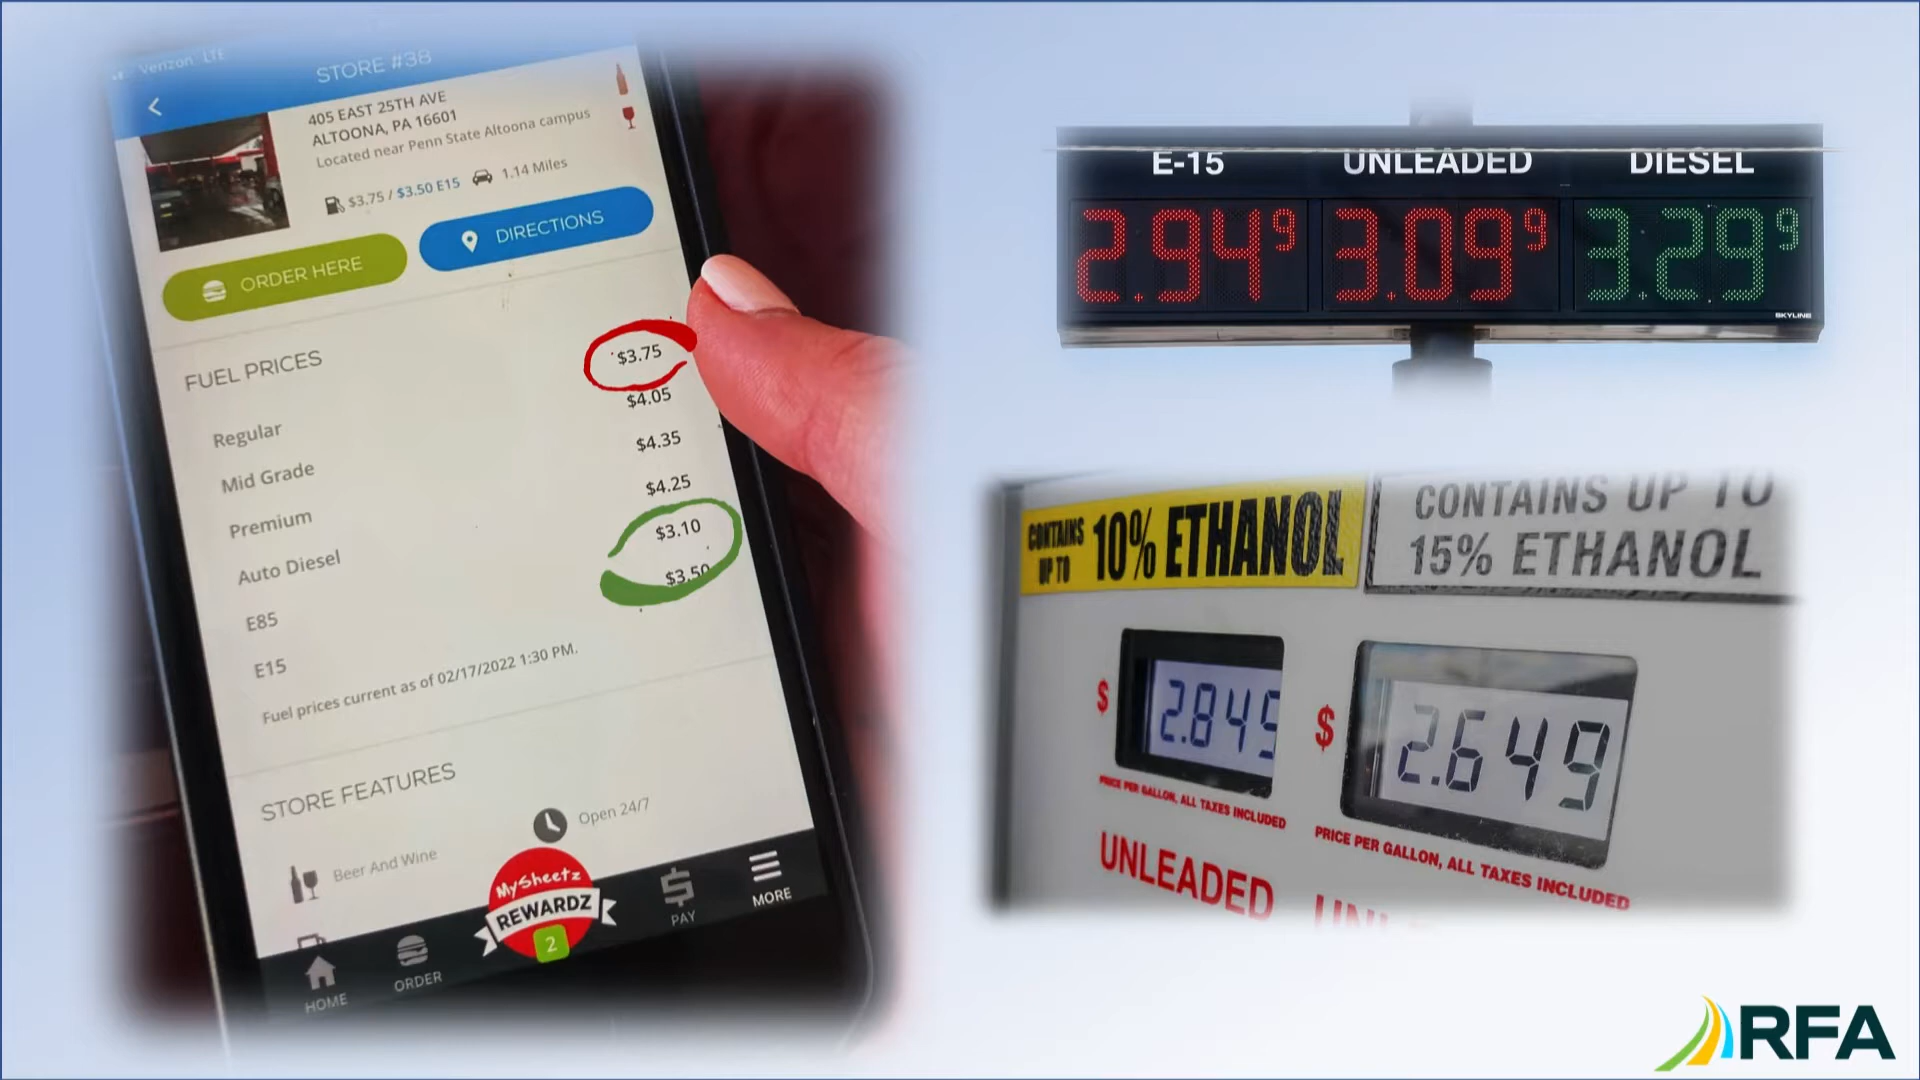 Verizon LTE
STORE #38
405 EAST 25TH AVE
ALTOONA, PA 16601
Located near Penn State Altoona campus
$3.75 / $3.50 E15 1.14 Miles
ORDER HERE
DIRECTIONS
FUEL PRICES
Regular $3.75
Mid Grade $4.05
Premium $4.35
Auto Diesel $4.25
E85 $3.10
E15 $3.50
Fuel prices current as of 02/17/2022 1:30 PM.
STORE FEATURES
Beer And Wine
Open 24/7
HOME
ORDER
MySheetz
REWARDZ
2
PAY
MORE
E-15 UNLEADED DIESEL
2.949 3.099 3.299
SKYLINE
CONTAINS UP TO 10% ETHANOL
CONTAINS UP TO
15% ETHANOL
$ 2.849
$ 2.649
PRICE PER GALLON, ALL TAXES INCLUDED
PRICE PER GALLON, ALL TAXES INCLUDED
UNLEADED
RFA